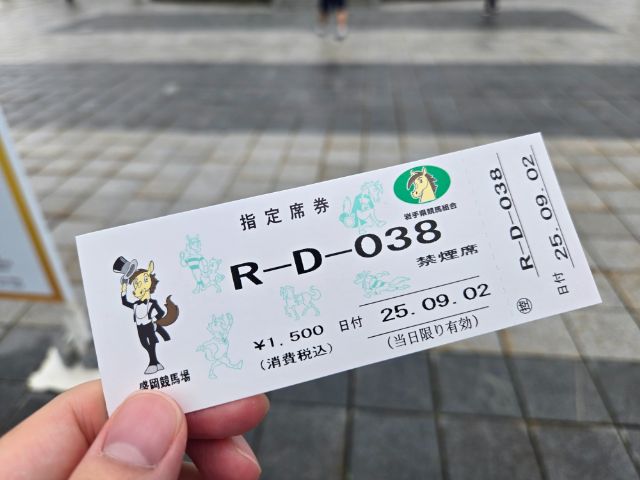 指定席券
岩手県競馬組合
R－D－038
禁煙席
¥1,500
(消費税込)
日付 25.09.02
(当日限り有効)
盛岡競馬場
R－D－038
日付 25.09.02